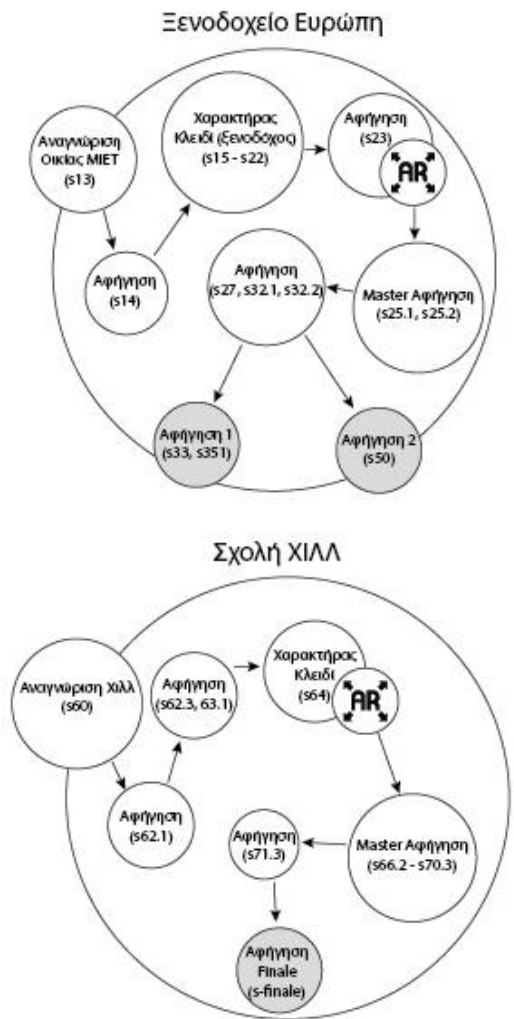 Ξενοδοχείο Ευρώπη
Αναγνώριση
Οικίας ΜΙΕΤ
(s13)
Αφήγηση
(s14)
Χαρακτήρας
Κλειδί (ξενοδόχος)
(s15 - s22)
Αφήγηση
(s23)
AR
Master Αφήγηση
(s25.1, s25.2)
Αφήγηση
(s27, s32.1, s32.2)
Αφήγηση 1
(s33, s351)
Αφήγηση 2
(s50)
Σχολή ΧΙΛΛ
Αναγνώριση Χιλλ
(s60)
Αφήγηση
(s62.1)
Αφήγηση
(s62.3, 63.1)
Χαρακτήρας
Κλειδί
(s64)
AR
Master Αφήγηση
(s66.2 - s70.3)
Αφήγηση
(s71.3)
Αφήγηση
Finale
(s-finale)